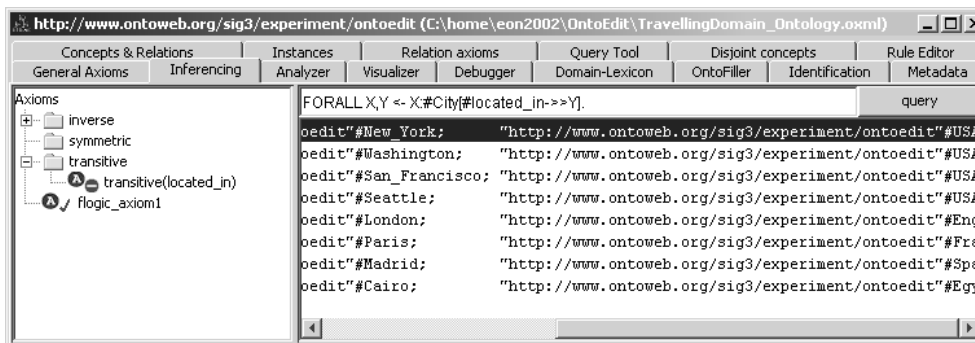 http://www.ontoweb.org/sig3/experiment/ontoedit (C:\home\eon2002\OntoEdit\TravellingDomain_Ontology.oxml)
Concepts & Relations Instances Relation axioms Query Tool Disjoint concepts Rule Editor
General Axioms Inferencing Analyzer Visualizer Debugger Domain-Lexicon OntoFiller Identification Metadata
Axioms
inverse
symmetric
transitive
A transitive(located_in)
A flogic_axiom1
FORALL X,Y <- X:#City[#located_in->>Y]. query
oedit"#New_York; "http://www.ontoweb.org/sig3/experiment/ontoedit"#USA
oedit"#Washington; "http://www.ontoweb.org/sig3/experiment/ontoedit"#USA
oedit"#San_Francisco; "http://www.ontoweb.org/sig3/experiment/ontoedit"#USA
oedit"#Seattle; "http://www.ontoweb.org/sig3/experiment/ontoedit"#USA
oedit"#London; "http://www.ontoweb.org/sig3/experiment/ontoedit"#Eng
oedit"#Paris; "http://www.ontoweb.org/sig3/experiment/ontoedit"#Fra
oedit"#Madrid; "http://www.ontoweb.org/sig3/experiment/ontoedit"#Spa
oedit"#Cairo; "http://www.ontoweb.org/sig3/experiment/ontoedit"#Egy